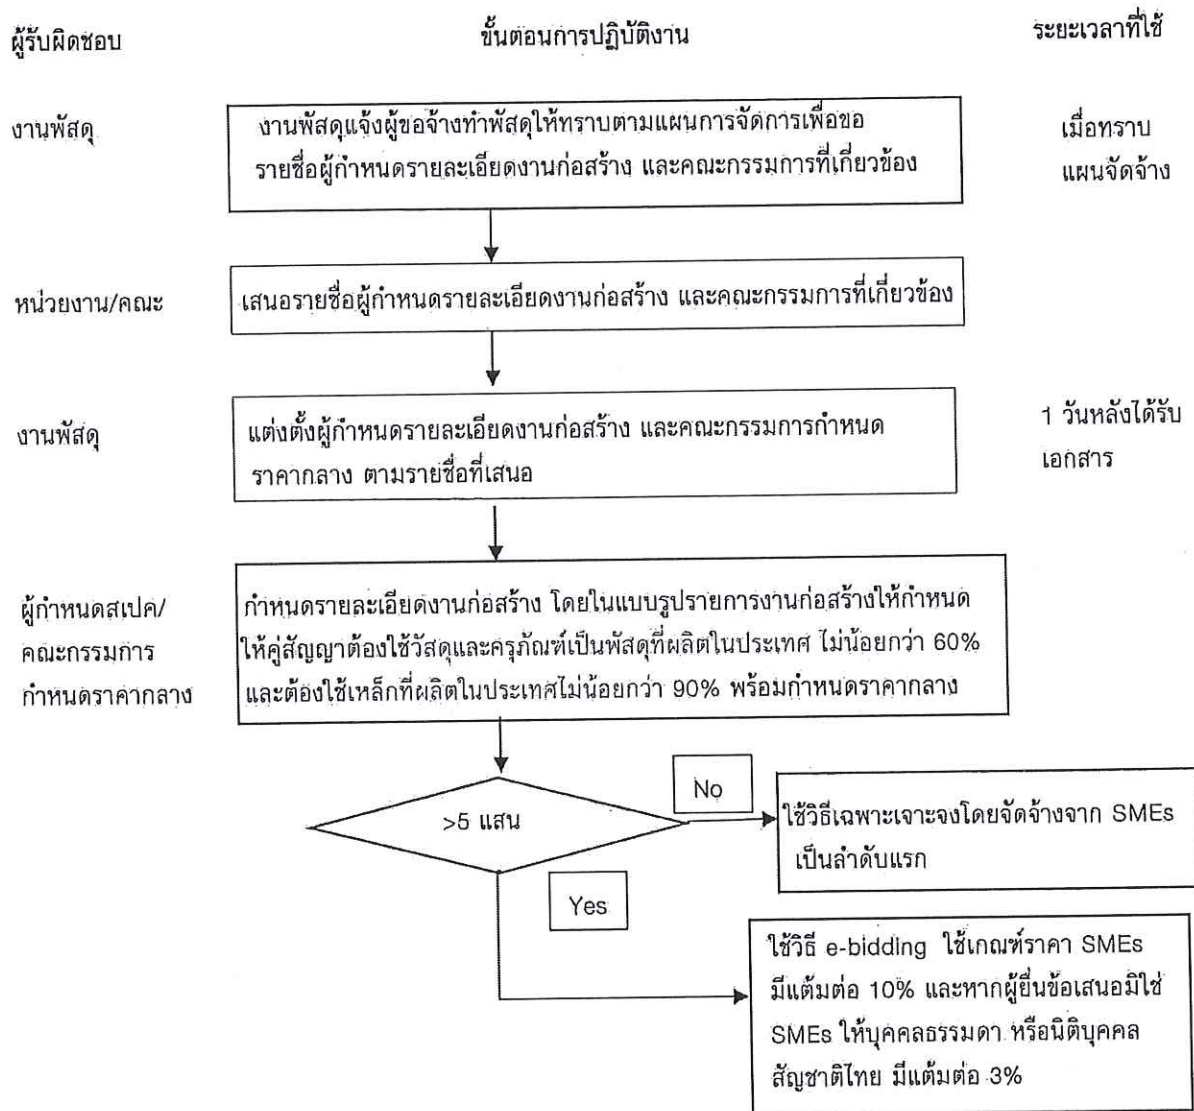 ผู้รับผิดชอบ
ขั้นตอนการปฏิบัติงาน
ระยะเวลาที่ใช้
งานพัสดุ
งานพัสดุแจ้งผู้ขอจ้างทำพัสดุให้ทราบตามแผนการจัดการเพื่อขอ
รายชื่อผู้กำหนดรายละเอียดงานก่อสร้าง และคณะกรรมการที่เกี่ยวข้อง
เมื่อทราบ
แผนจัดจ้าง
หน่วยงาน/คณะ
เสนอรายชื่อผู้กำหนดรายละเอียดงานก่อสร้าง และคณะกรรมการที่เกี่ยวข้อง
งานพัสดุ
แต่งตั้งผู้กำหนดรายละเอียดงานก่อสร้าง และคณะกรรมการกำหนด
ราคากลาง ตามรายชื่อที่เสนอ
1 วันหลังได้รับ
เอกสาร
ผู้กำหนดสเปค/
คณะกรรมการ
กำหนดราคากลาง
กำหนดรายละเอียดงานก่อสร้าง โดยในแบบรูปรายการงานก่อสร้างให้กำหนด
ให้คู่สัญญาต้องใช้วัสดุและครุภัณฑ์เป็นพัสดุที่ผลิตในประเทศ ไม่น้อยกว่า 60%
และต้องใช้เหล็กที่ผลิตในประเทศไม่น้อยกว่า 90% พร้อมกำหนดราคากลาง
>5 แสน
No
ใช้วิธีเฉพาะเจาะจงโดยจัดจ้างจาก SMEs
เป็นลำดับแรก
Yes
ใช้วิธี e-bidding ใช้เกณฑ์ราคา SMEs
มีแต้มต่อ 10% และหากผู้ยื่นข้อเสนอมิใช่
SMEs ให้บุคคลธรรมดา หรือนิติบุคคล
สัญชาติไทย มีแต้มต่อ 3%